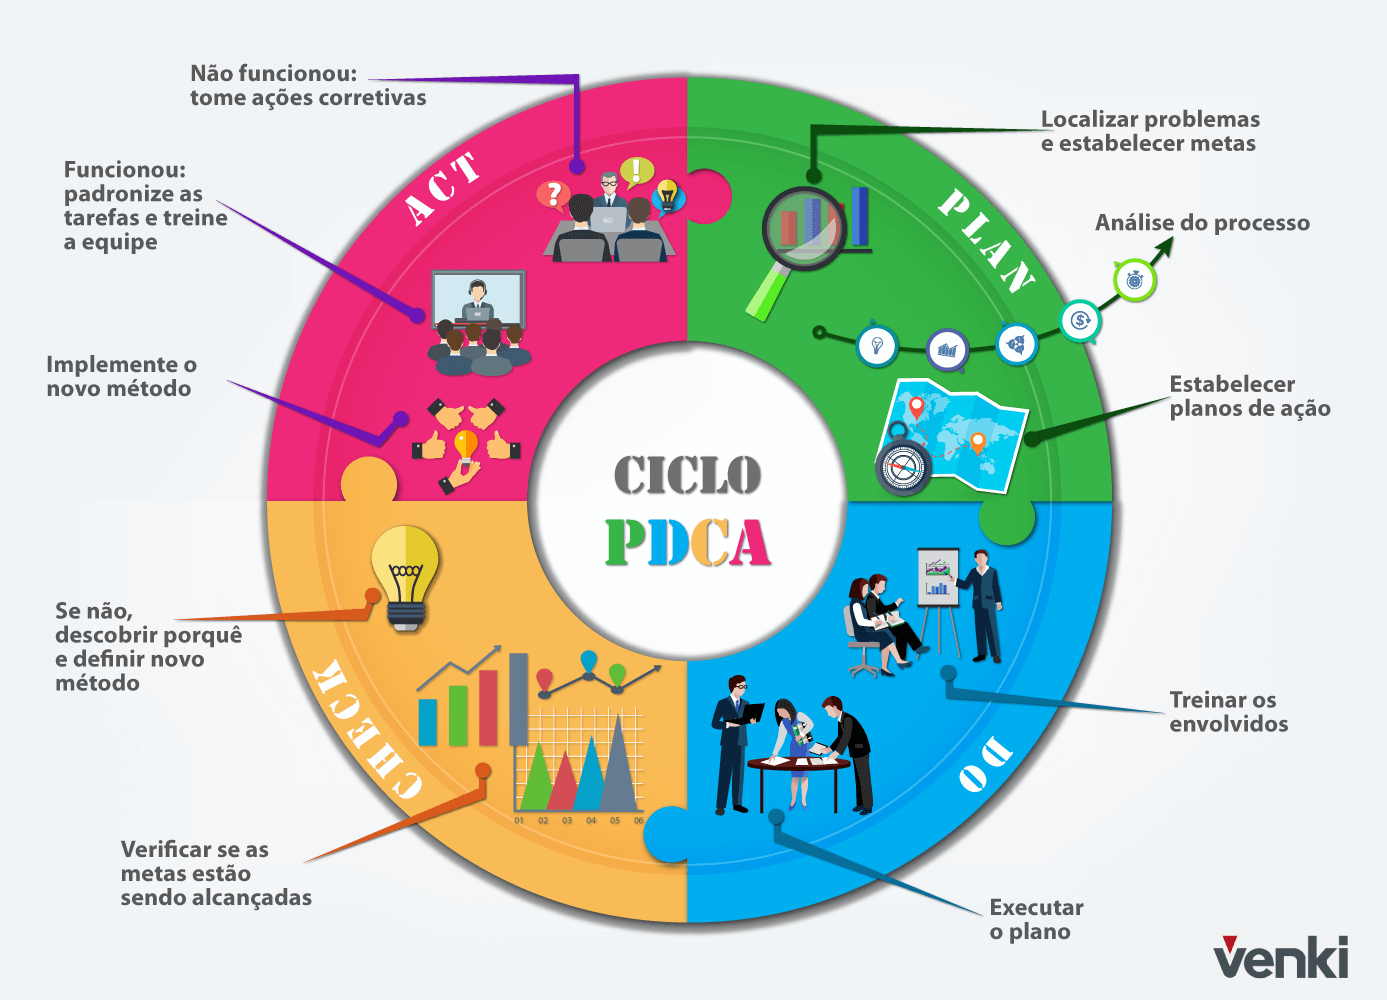 Não funcionou:
tome ações corretivas
Funcionou:
padronize as
tarefas e treine
a equipe
Implemente o
novo método
ACT
?
!
PLAN
Localizar problemas
e estabelecer metas
Análise do processo
$
Estabelecer
planos de ação
CICLO
PDCA
Se não,
descobrir porquê
e definir novo
método
CHECK
01 02 03 04 05 06
Verificar se as
metas estão
sendo alcançadas
DO
Treinar os
envolvidos
Executar
o plano
venki